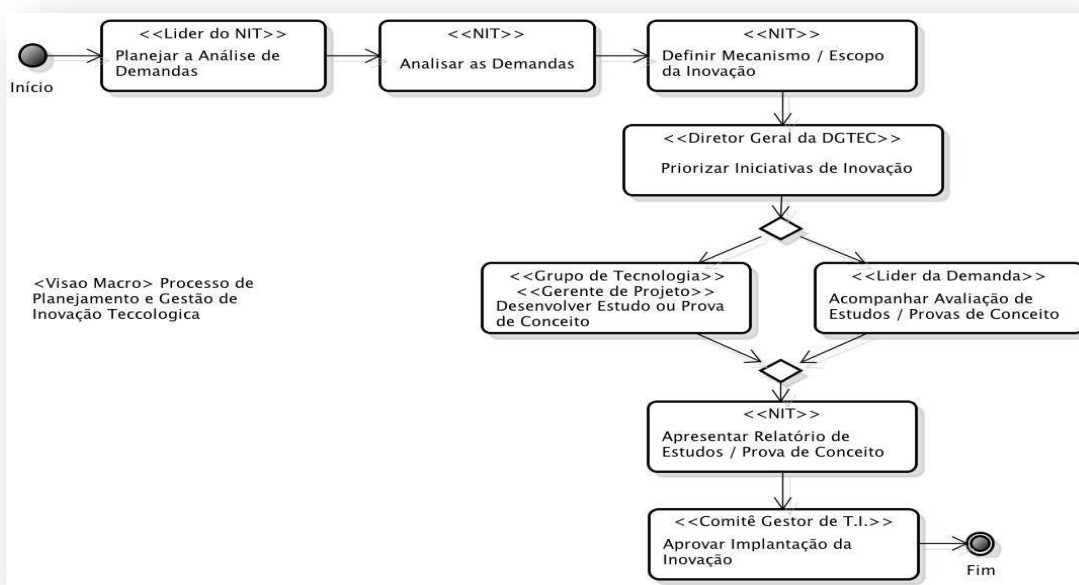 <<Lider do NIT>>
Planejar a Análise de
Demandas
<<NIT>>
Analisar as Demandas
<<NIT>>
Definir Mecanismo / Escopo
da Inovação
Início
<<Diretor Geral da DGTEC>>
Priorizar Iniciativas de Inovação
<Visao Macro> Processo de
Planejamento e Gestão de
Inovação Teccologica
<<Grupo de Tecnologia>>
<<Gerente de Projeto>>
Desenvolver Estudo ou Prova
de Conceito
<<Lider da Demanda>>
Acompanhar Avaliação de
Estudos / Provas de Conceito
<<NIT>>
Apresentar Relatório de
Estudos / Prova de Conceito
<<Comitê Gestor de T.I.>>
Aprovar Implantação da
Inovação
Fim